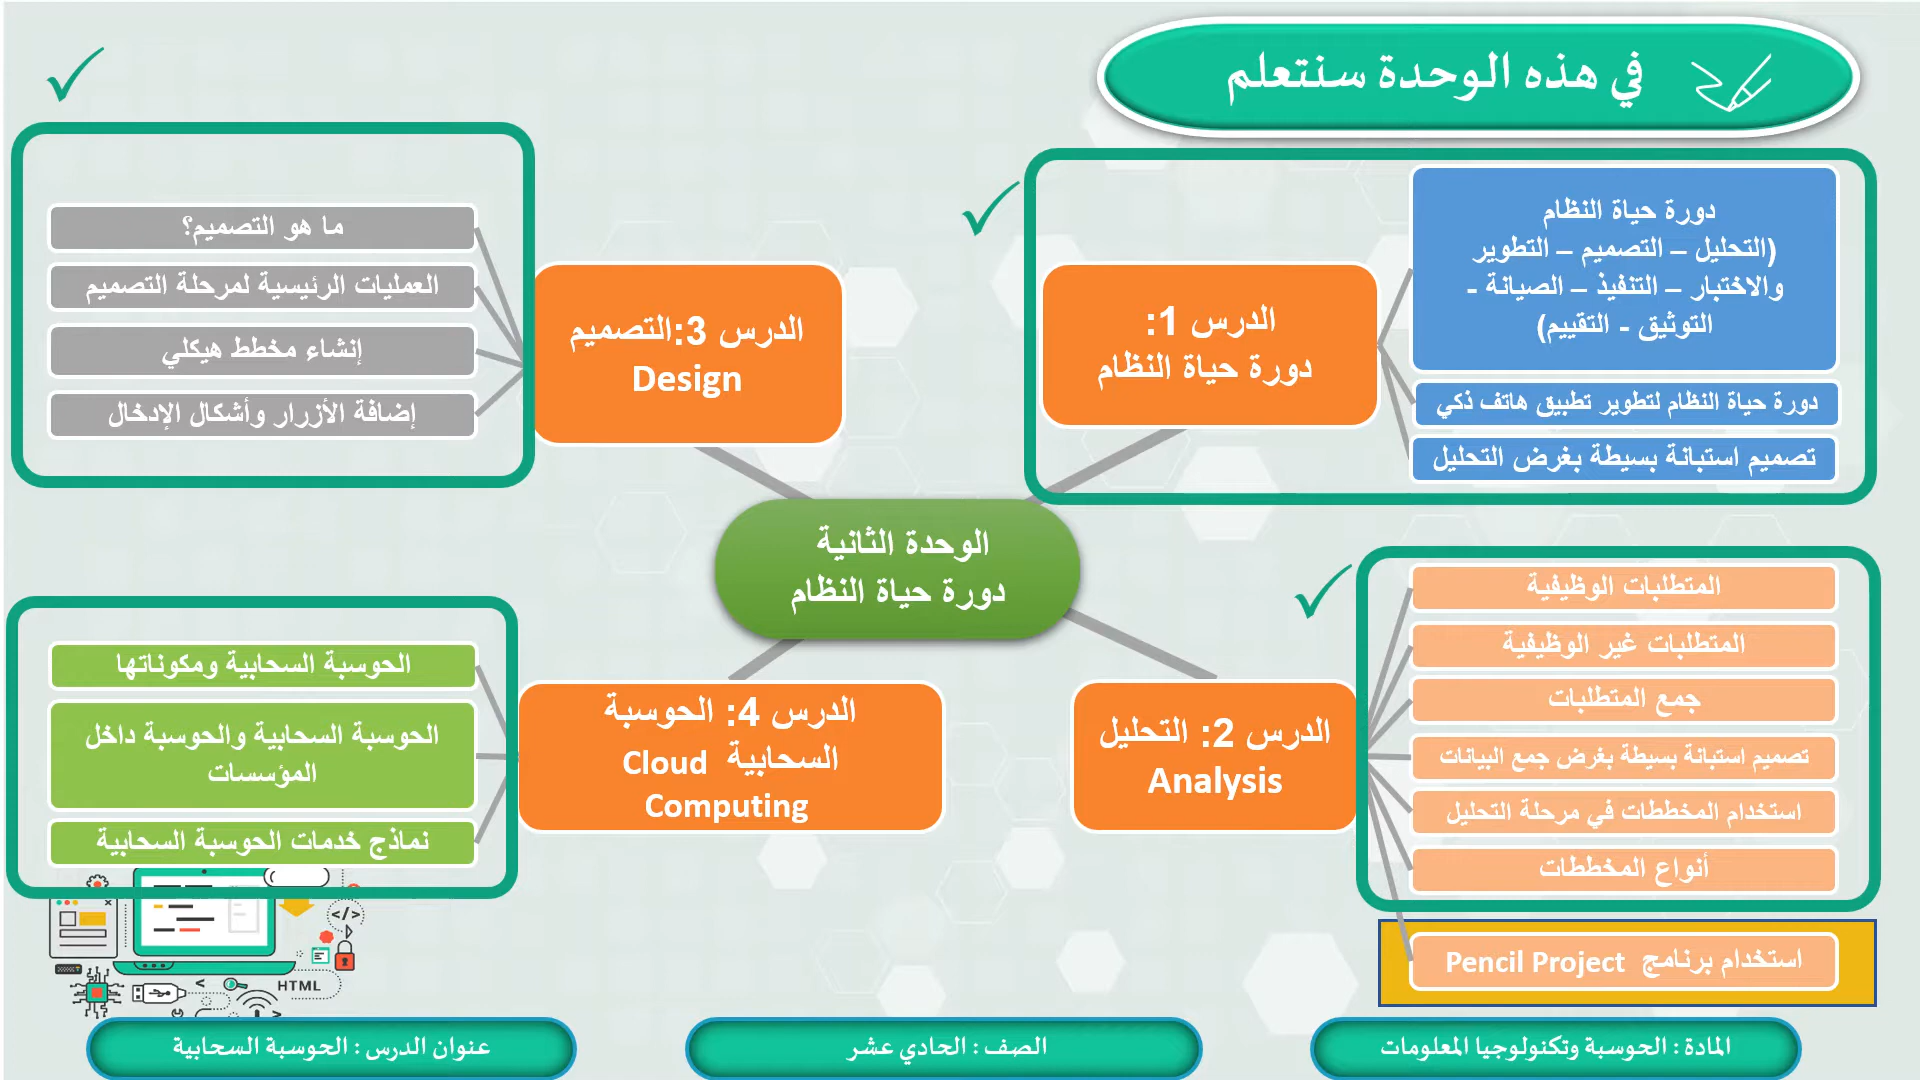 في هذه الوحدة سنتعلم
الدرس 1:
دورة حياة النظام
دورة حياة النظام
(التحليل – التصميم – التطوير
والاختبار – التنفيذ – الصيانة -
التوثيق - التقييم)
دورة حياة النظام لتطوير تطبيق هاتف ذكي
تصميم استبانة بسيطة بغرض التحليل
الدرس 3:التصميم
Design
ما هو التصميم؟
العمليات الرئيسية لمرحلة التصميم
إنشاء مخطط هيكلي
إضافة الأزرار وأشكال الإدخال
الوحدة الثانية
دورة حياة النظام
الدرس 2: التحليل
Analysis
المتطلبات الوظيفية
المتطلبات غير الوظيفية
جمع المتطلبات
تصميم استبانة بسيطة بغرض جمع البيانات
استخدام المخططات في مرحلة التحليل
أنواع المخططات
استخدام برنامج Pencil Project
الدرس 4: الحوسبة
السحابية Cloud
Computing
الحوسبة السحابية ومكوناتها
الحوسبة السحابية والحوسبة داخل
المؤسسات
نماذج خدمات الحوسبة السحابية
</>
HTML
المادة : الحوسبة وتكنولوجيا المعلومات
الصف : الحادي عشر
عنوان الدرس : الحوسبة السحابية